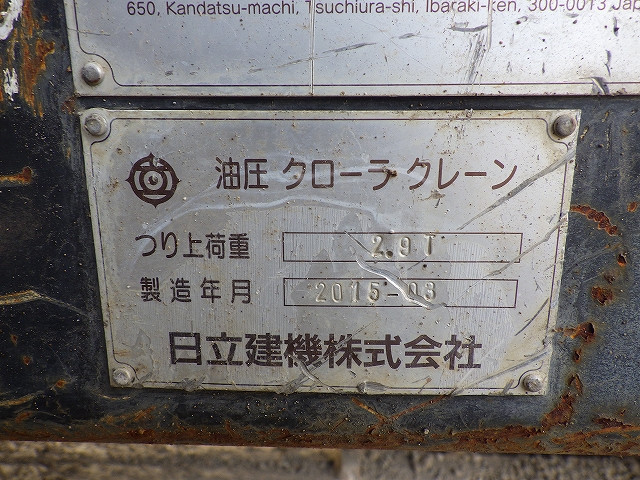 650, Kandatsu-machi, Tsuchiura-shi, Ibaraki-ken, 300-0013 Japa
油圧 クローラ クレーン
つり上荷重 2.9T
製造年月 2015-03
日立建機株式会社